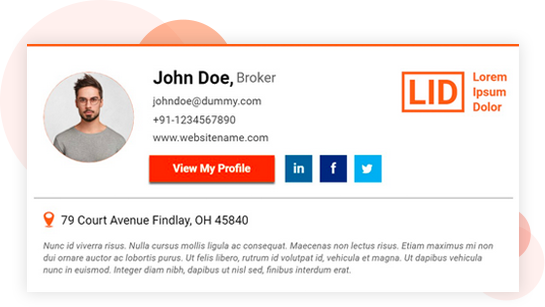 John Doe, Broker
johndoe@dummy.com
+91-1234567890
www.websitename.com
View My Profile
in f
LID
Lorem
Ipsum
Dolor
79 Court Avenue Findlay, OH 45840
Nunc id viverra risus. Nulla cursus mollis ligula ac consequat. Maecenas non lectus risus. Etiam maximus mi non
dui ornare auctor ac lobortis purus. Ut elis libero, rutrum id volutpat id, vehicula et magna. Ut dapibus vehicula
nunc in euismod. Integer diam nibh, dapibus ut nisl sed, finibus interdum erat.